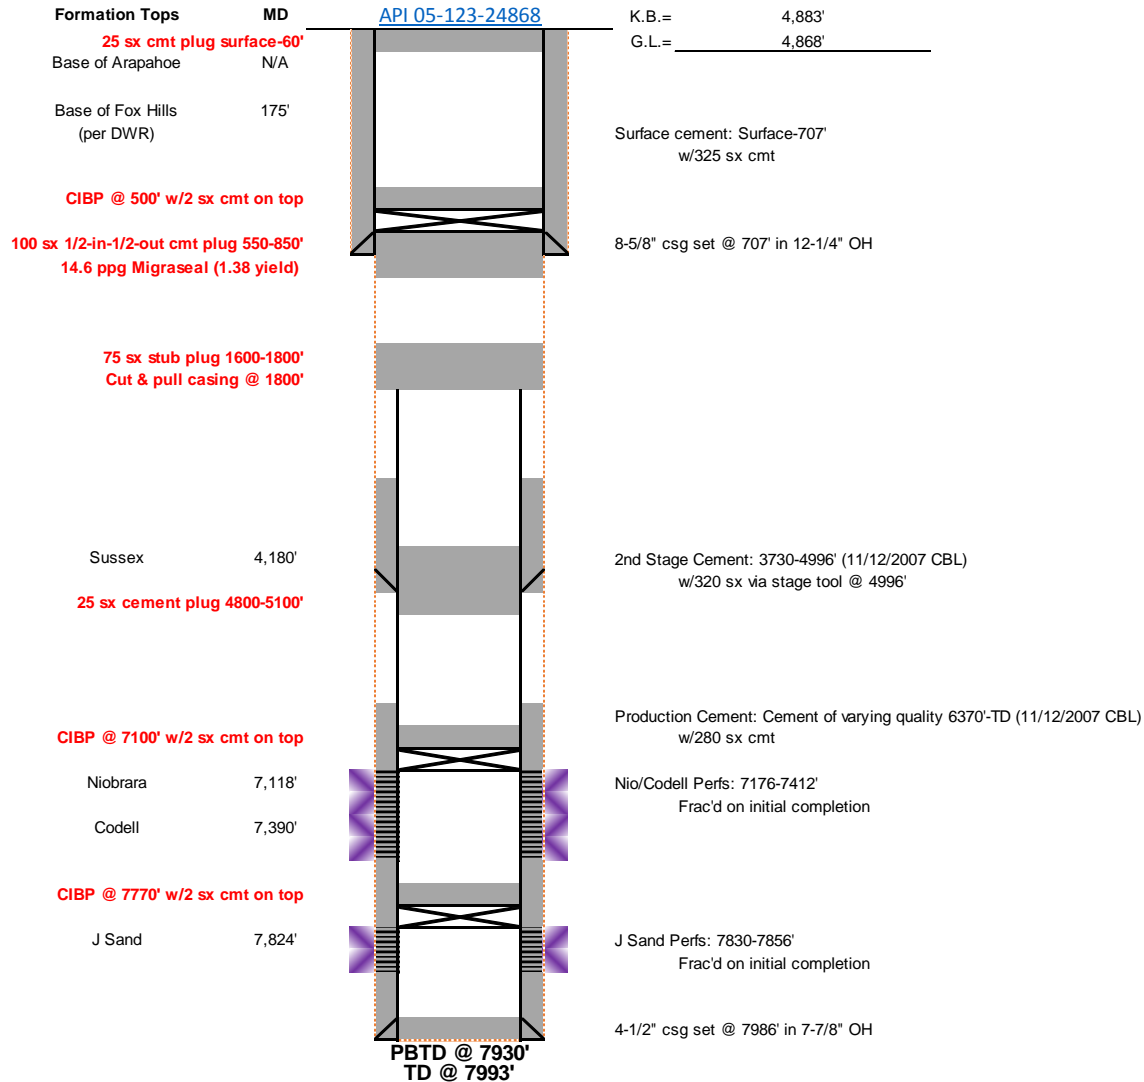 Formation Tops MD API 05-123-24868 K.B.= 4,883'
25 sx cmt plug surface-60' G.L.= 4,868'
Base of Arapahoe N/A
Base of Fox Hills 175'
(per DWR) Surface cement: Surface-707'
w/325 sx cmt
CIBP @ 500' w/2 sx cmt on top
100 sx 1/2-in-1/2-out cmt plug 550-850' 8-5/8" csg set @ 707' in 12-1/4" OH
14.6 ppg Migraseal (1.38 yield)
75 sx stub plug 1600-1800'
Cut & pull casing @ 1800'
Sussex 4,180' 2nd Stage Cement: 3730-4996' (11/12/2007 CBL)
w/320 sx via stage tool @ 4996'
25 sx cement plug 4800-5100'
Production Cement: Cement of varying quality 6370'-TD (11/12/2007 CBL)
CIBP @ 7100' w/2 sx cmt on top w/280 sx cmt
Niobrara 7,118' Nio/Codell Perfs: 7176-7412'
Frac'd on initial completion
Codell 7,390'
CIBP @ 7770' w/2 sx cmt on top
J Sand 7,824' J Sand Perfs: 7830-7856'
Frac'd on initial completion
4-1/2" csg set @ 7986' in 7-7/8" OH
PBTD @ 7930'
TD @ 7993'